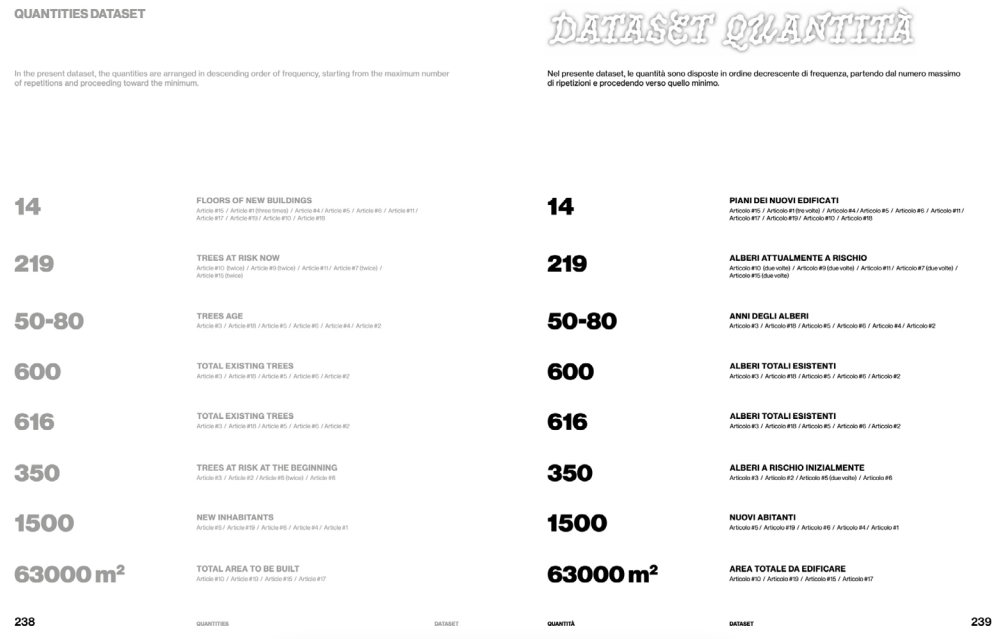 QUANTITIES DATASET
In the present dataset, the quantities are arranged in descending order of frequency, starting from the maximum number
of repetitions and proceeding toward the minimum.
14
FLOORS OF NEW BUILDINGS
Article #15 / Article #1 (three times) / Article #4 / Article #5 / Article #6 / Article #11 /
Article #17 / Article #19 / Article #10 / Article #18
219
TREES AT RISK NOW
Article #10 (twice) / Article #9 (twice) / Article #11 / Article #7 (twice) /
Article #15 (twice)
50-80
TREES AGE
Article #3 / Article #18 / Article #5 / Article #6 / Article #4 / Article #2
600
TOTAL EXISTING TREES
Article #3 / Article #18 / Article #5 / Article #6 / Article #2
616
TOTAL EXISTING TREES
Article #3 / Article #18 / Article #5 / Article #6 / Article #2
350
TREES AT RISK AT THE BEGINNING
Article #3 / Article #2 / Article #8 (twice) / Article #6
1500
NEW INHABITANTS
Article #5 / Article #19 / Article #6 / Article #4 / Article #1
63000 m²
TOTAL AREA TO BE BUILT
Article #10 / Article #19 / Article #15 / Article #17
238
QUANTITIES
DATASET
DATASET QUANTITÀ
Nel presente dataset, le quantità sono disposte in ordine decrescente di frequenza, partendo dal numero massimo
di ripetizioni e procedendo verso quello minimo.
14
PIANI DEI NUOVI EDIFICATI
Articolo #15 / Articolo #1 (tre volte) / Articolo #4 / Articolo #5 / Articolo #6 / Articolo #11 /
Articolo #17 / Articolo #19 / Articolo #10 / Articolo #18
219
ALBERI ATTUALMENTE A RISCHIO
Articolo #10 (due volte) / Articolo #9 (due volte) / Articolo #11 / Articolo #7 (due volte) /
Articolo #15 (due volte)
50-80
ANNI DEGLI ALBERI
Articolo #3 / Articolo #18 / Articolo #5 / Articolo #6 / Articolo #4 / Articolo #2
600
ALBERI TOTALI ESISTENTI
Articolo #3 / Articolo #18 / Articolo #5 / Articolo #6 / Articolo #2
616
ALBERI TOTALI ESISTENTI
Articolo #3 / Articolo #18 / Articolo #5 / Articolo #6 / Articolo #2
350
ALBERI A RISCHIO INIZIALMENTE
Articolo #3 / Articolo #2 / Articolo #8 (due volte) / Articolo #6
1500
NUOVI ABITANTI
Articolo #5 / Articolo #19 / Articolo #6 / Articolo #4 / Articolo #1
63000 m²
AREA TOTALE DA EDIFICARE
Articolo #10 / Articolo #19 / Articolo #15 / Articolo #17
QUANTITÀ
DATASET
239